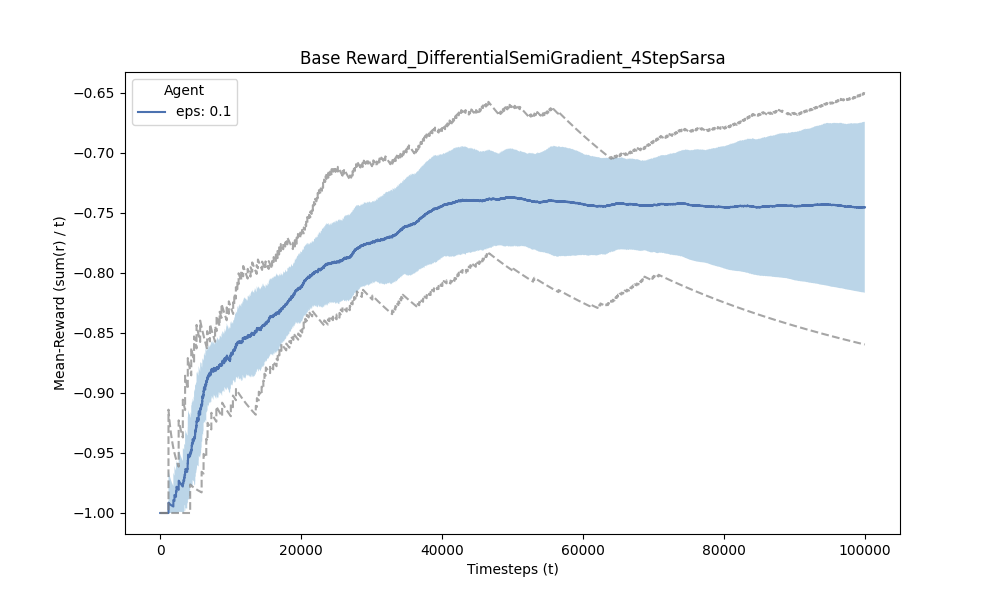 Base Reward_DifferentialSemiGradient_4StepSarsa
Agent
eps: 0.1
Mean-Reward (sum(r) / t)
−0.65
−0.70
−0.75
−0.80
−0.85
−0.90
−0.95
−1.00
0 20000 40000 60000 80000 100000
Timesteps (t)